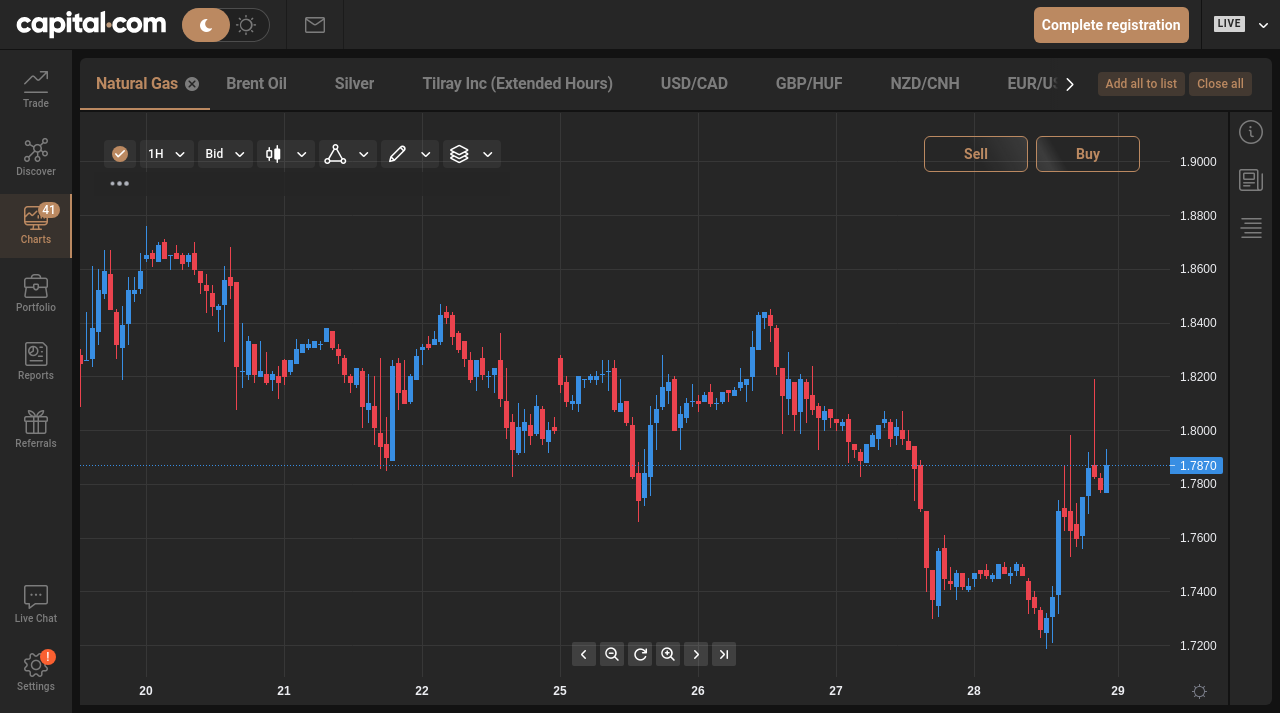 capital.com
Complete registration
LIVE
Natural Gas
Brent Oil
Silver
Tilray Inc (Extended Hours)
USD/CAD
GBP/HUF
NZD/CNH
EUR/US
Add all to list
Close all
Trade
Discover
41
Charts
Portfolio
Reports
Referrals
Live Chat
!
Settings
1H
Bid
Sell
Buy
1.9000
1.8800
1.8600
1.8400
1.8200
1.8000
1.7870
1.7800
1.7600
1.7400
1.7200
20
21
22
25
26
27
28
29